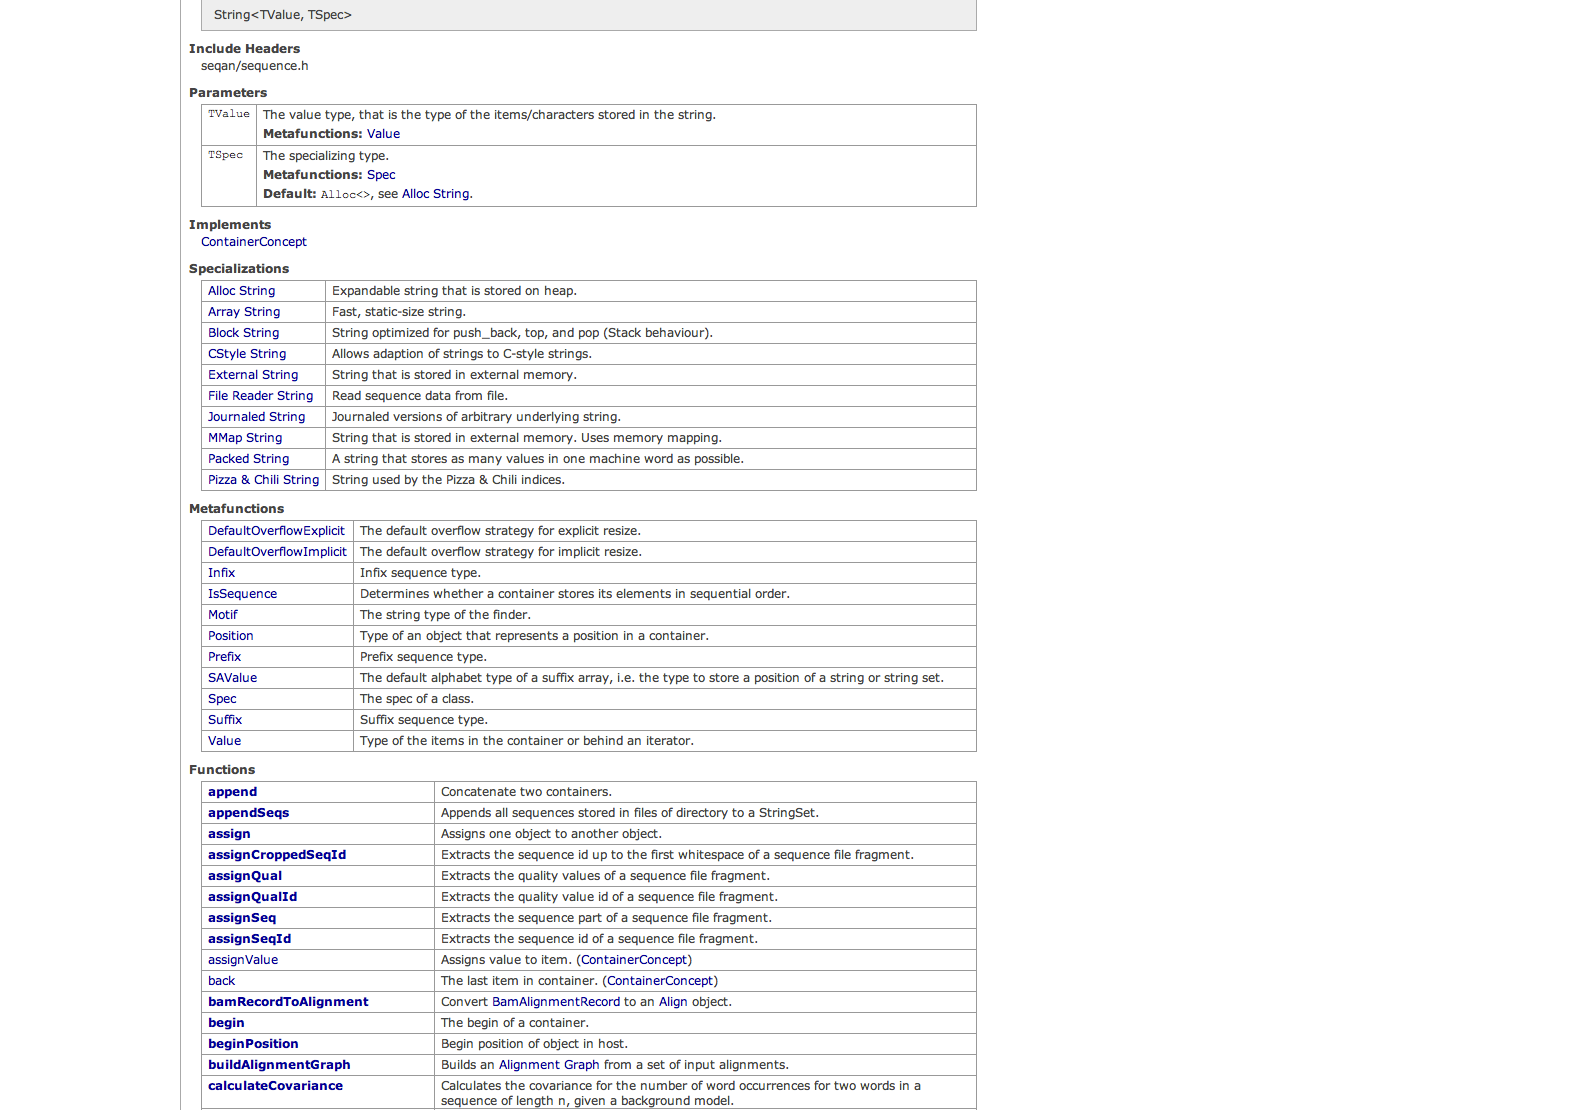 String<TValue, TSpec>
Include Headers
seqan/sequence.h
Parameters
TValue The value type, that is the type of the items/characters stored in the string.
Metafunctions: Value
TSpec The specializing type.
Metafunctions: Spec
Default: Alloc<>, see Alloc String.
Implements
ContainerConcept
Specializations
Alloc String Expandable string that is stored on heap.
Array String Fast, static-size string.
Block String String optimized for push_back, top, and pop (Stack behaviour).
CStyle String Allows adaption of strings to C-style strings.
External String String that is stored in external memory.
File Reader String Read sequence data from file.
Journaled String Journaled versions of arbitrary underlying string.
MMap String String that is stored in external memory. Uses memory mapping.
Packed String A string that stores as many values in one machine word as possible.
Pizza & Chili String String used by the Pizza & Chili indices.
Metafunctions
DefaultOverflowExplicit The default overflow strategy for explicit resize.
DefaultOverflowImplicit The default overflow strategy for implicit resize.
Infix Infix sequence type.
IsSequence Determines whether a container stores its elements in sequential order.
Motif The string type of the finder.
Position Type of an object that represents a position in a container.
Prefix Prefix sequence type.
SAValue The default alphabet type of a suffix array, i.e. the type to store a position of a string or string set.
Spec The spec of a class.
Suffix Suffix sequence type.
Value Type of the items in the container or behind an iterator.
Functions
append Concatenate two containers.
appendSeqs Appends all sequences stored in files of directory to a StringSet.
assign Assigns one object to another object.
assignCroppedSeqId Extracts the sequence id up to the first whitespace of a sequence file fragment.
assignQual Extracts the quality values of a sequence file fragment.
assignQualId Extracts the quality value id of a sequence file fragment.
assignSeq Extracts the sequence part of a sequence file fragment.
assignSeqId Extracts the sequence id of a sequence file fragment.
assignValue Assigns value to item. (ContainerConcept)
back The last item in container. (ContainerConcept)
bamRecordToAlignment Convert BamAlignmentRecord to an Align object.
begin The begin of a container.
beginPosition Begin position of object in host.
buildAlignmentGraph Builds an Alignment Graph from a set of input alignments.
calculateCovariance Calculates the covariance for the number of word occurrences for two words in a
sequence of length n, given a background model.